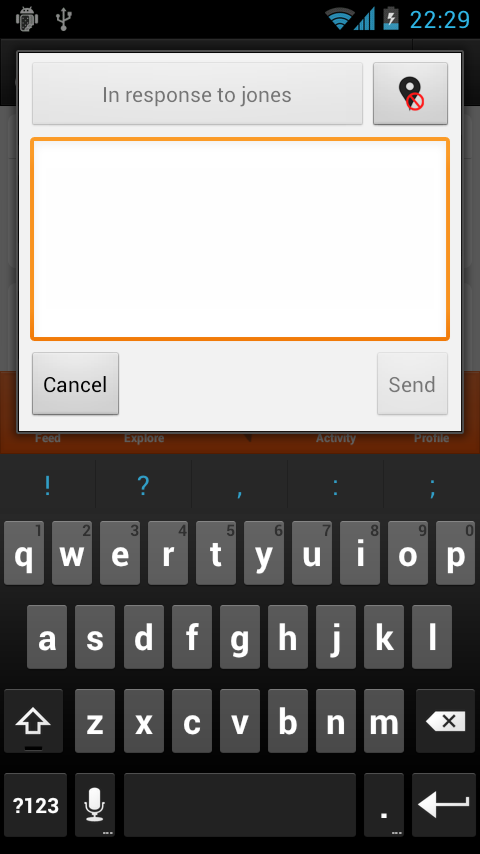 22:29
In response to jones
Cancel Send
Feed Explore Activity Profile
! ? , : ;
1 2 3 4 5 6 7 8 9 0
q w e r t y u i o p
a s d f g h j k l
z x c v b n m
?123 . ...